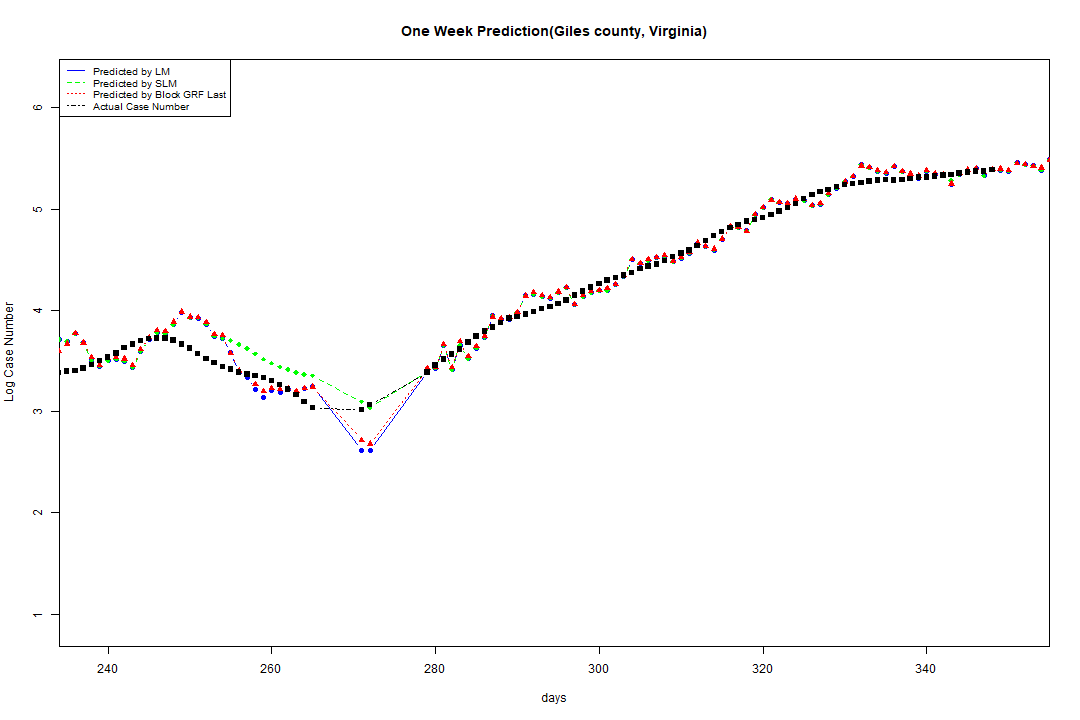 One Week Prediction(Giles county, Virginia)
Predicted by LM
Predicted by SLM
Predicted by Block GRF Last
Actual Case Number
6
5
4
3
2
1
Log Case Number
240 260 280 300 320 340
days